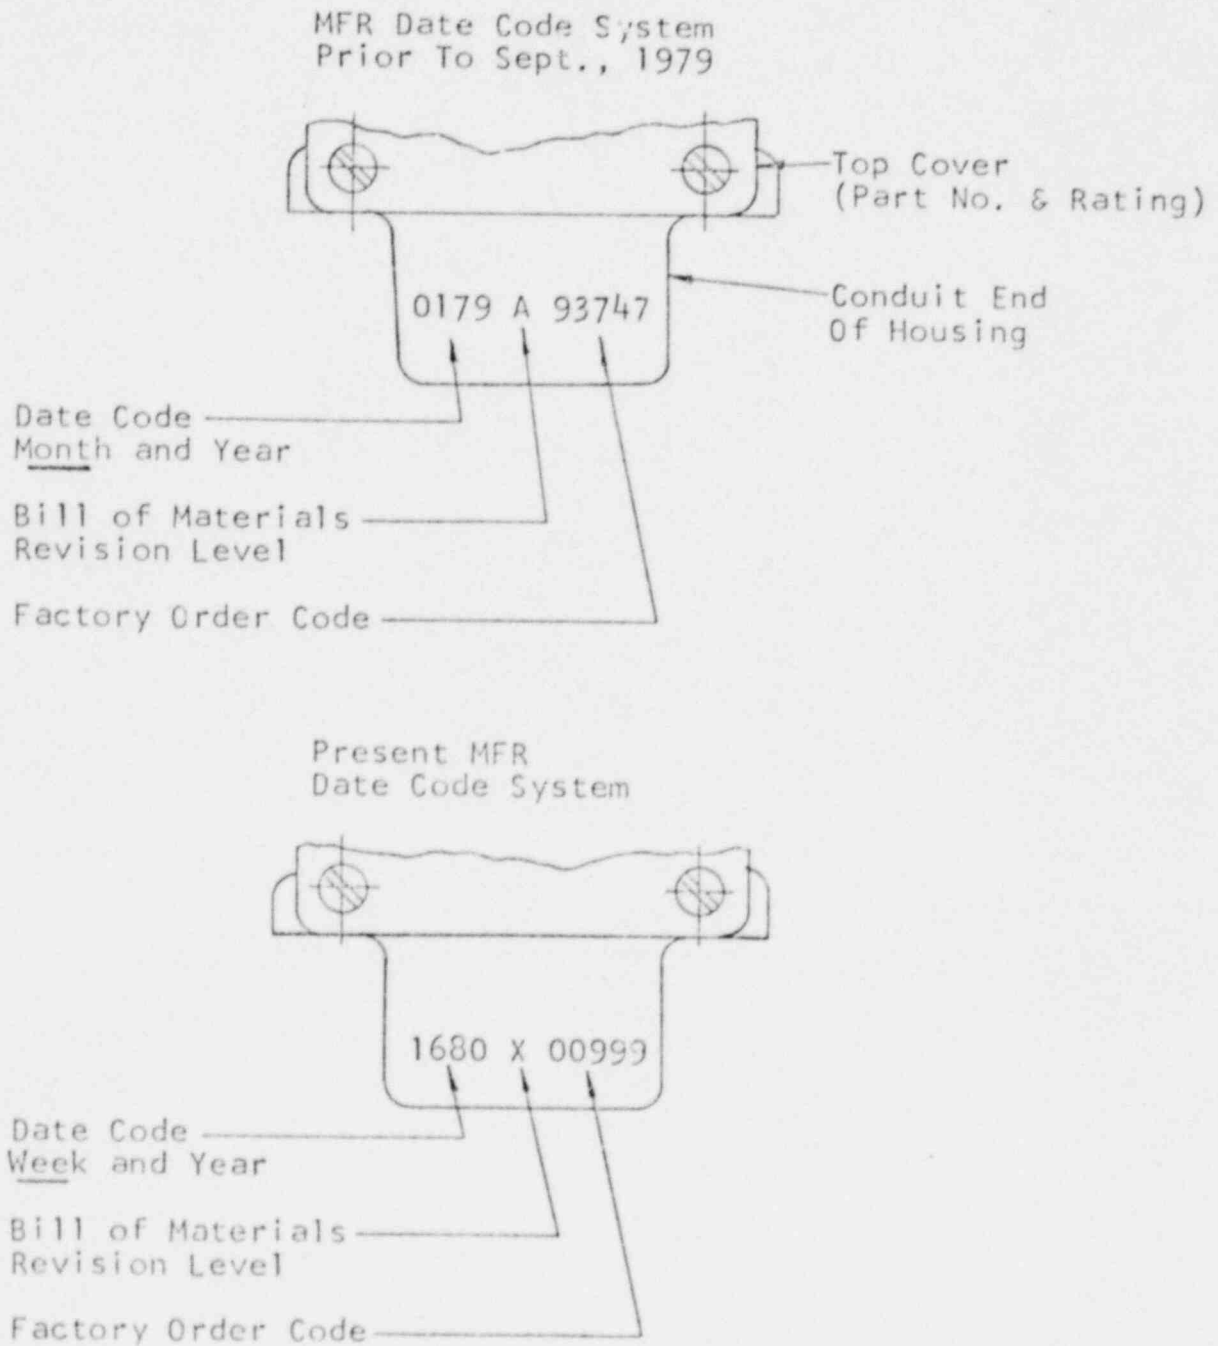 MFR Date Code System
Prior To Sept., 1979
Top Cover
(Part No. & Rating)
0179 A 93747
Conduit End
Of Housing
Date Code
Month and Year
Bill of Materials
Revision Level
Factory Order Code
Present MFR
Date Code System
1680 X 00999
Date Code
Week and Year
Bill of Materials
Revision Level
Factory Order Code